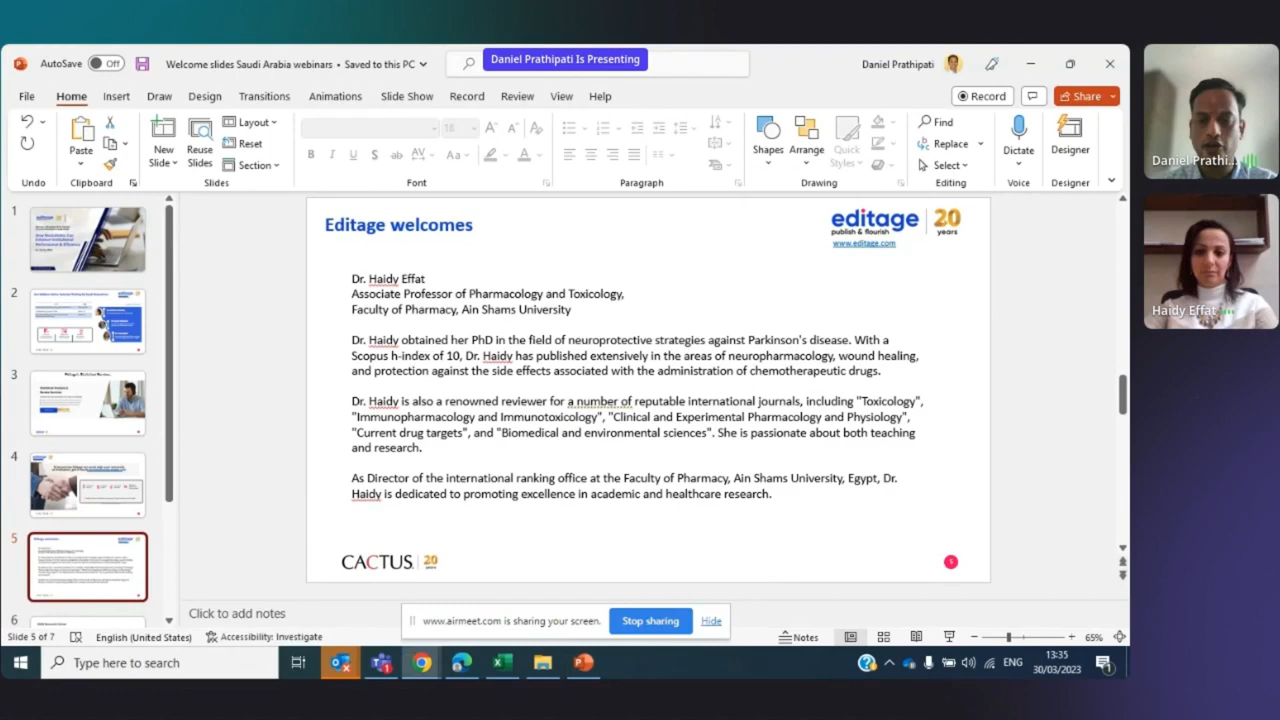 AutoSave
Off
Welcome slides Saudi Arabia webinars • Saved to this PC
Daniel Prathipati Is Presenting
Daniel Prathipati
File Home Insert Draw Design Transitions Animations Slide Show Record Review View Help
Record
Share
Paste
New
Slide
Reuse
Slides
Layout
Reset
Section
18
Shapes
Arrange
Quick
Styles
Find
Replace
Select
Dictate
Designer
Undo
Clipboard
Slides
Font
Paragraph
Drawing
Editing
Voice
Designer
1
2
3
4
5
6
Editage welcomes
editage
publish & flourish
20
years
www.editage.com
Dr. Haidy Effat
Associate Professor of Pharmacology and Toxicology,
Faculty of Pharmacy, Ain Shams University
Dr. Haidy obtained her PhD in the field of neuroprotective strategies against Parkinson's disease. With a
Scopus h-index of 10, Dr. Haidy has published extensively in the areas of neuropharmacology, wound healing,
and protection against the side effects associated with the administration of chemotherapeutic drugs.
Dr. Haidy is also a renowned reviewer for a number of reputable international journals, including "Toxicology",
"Immunopharmacology and Immunotoxicology", "Clinical and Experimental Pharmacology and Physiology",
"Current drug targets", and "Biomedical and environmental sciences". She is passionate about both teaching
and research.
As Director of the international ranking office at the Faculty of Pharmacy, Ain Shams University, Egypt, Dr.
Haidy is dedicated to promoting excellence in academic and healthcare research.
CACTUS
20
years
Click to add notes
www.airmeet.com is sharing your screen.
Stop sharing
Hide
Slide 5 of 7
English (United States)
Accessibility: Investigate
Notes
65%
Type here to search
ENG
13:35
30/03/2023
Daniel Prathi...
Haidy Effat